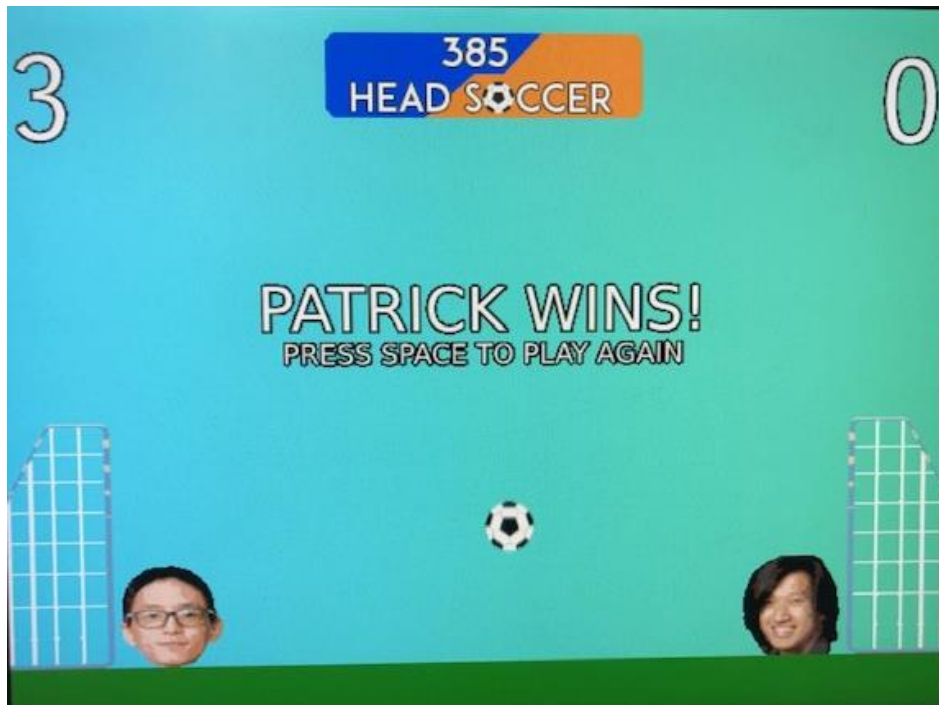 3
385
HEAD SOCCER
0
PATRICK WINS!
PRESS SPACE TO PLAY AGAIN